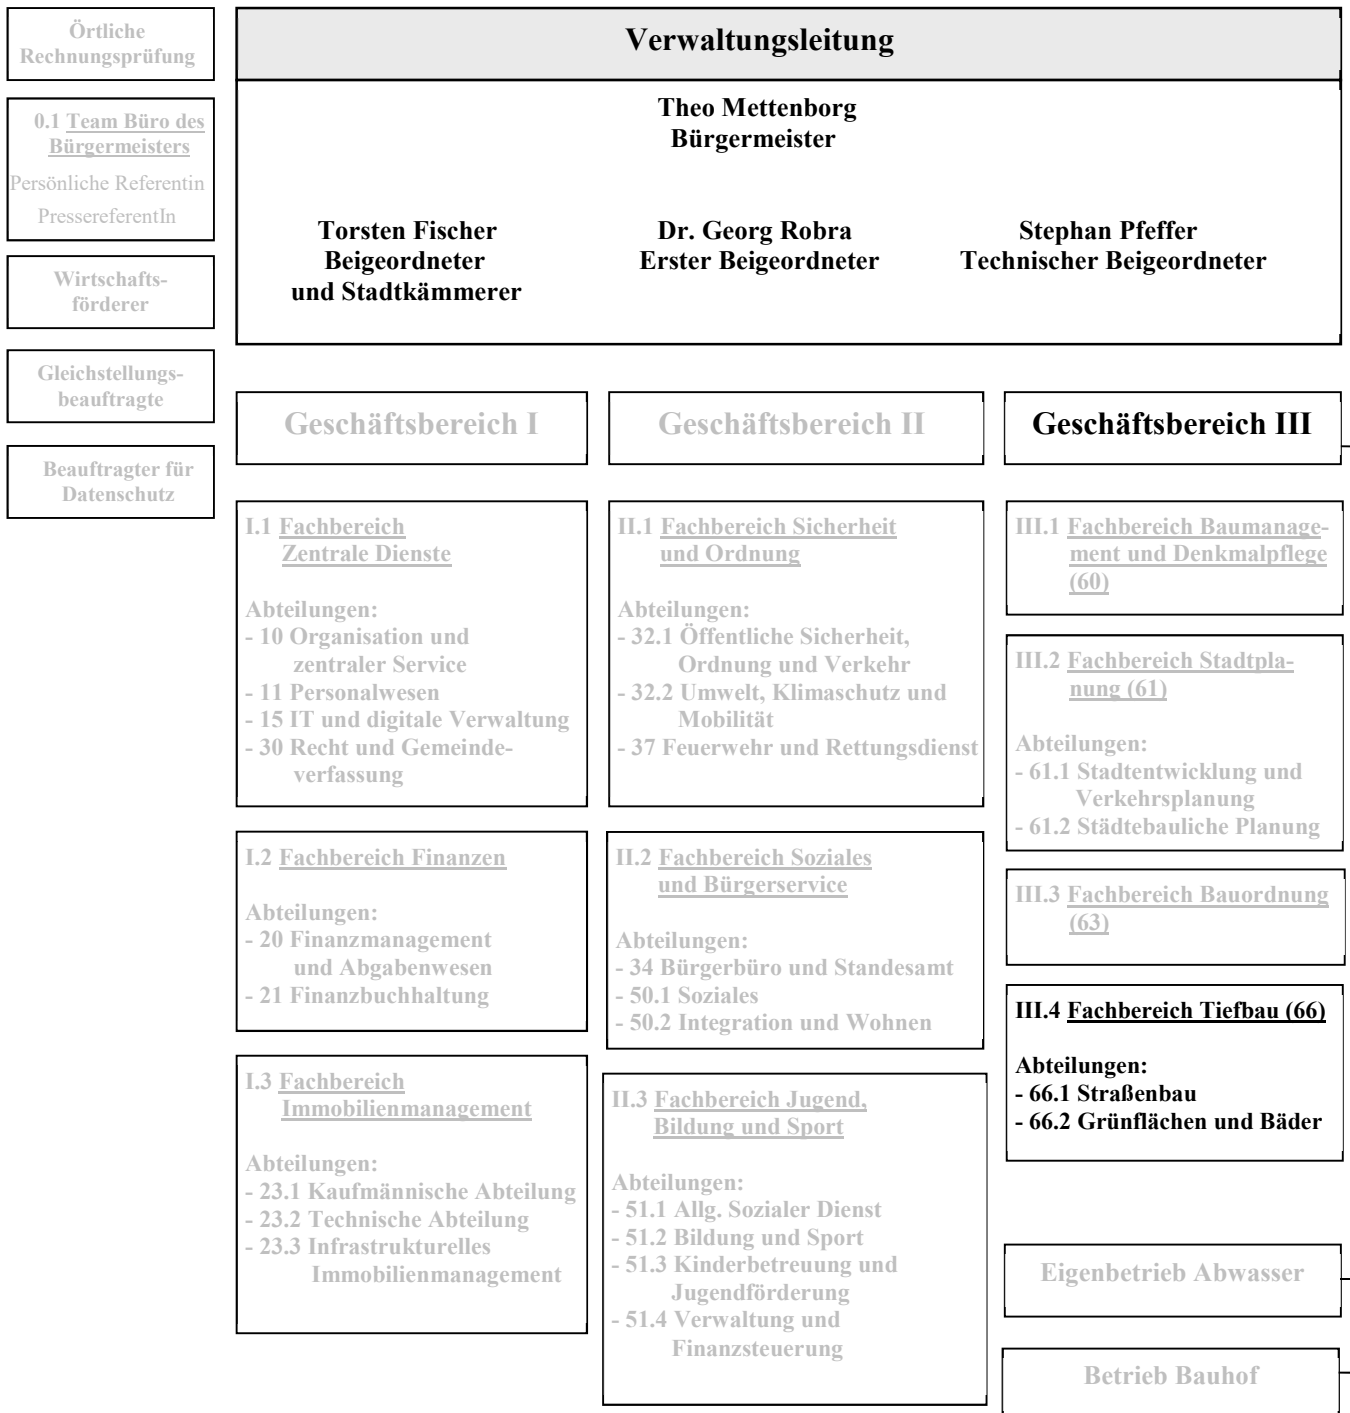 Örtliche
Rechnungsprüfung
0.1 Team Büro des
Bürgermeisters
Persönliche Referentin
PressereferentIn
Wirtschafts-
förderer
Gleichstellungs-
beauftragte
Beauftragter für
Datenschutz
Verwaltungsleitung
Theo Mettenborg
Bürgermeister
Torsten Fischer
Beigeordneter
und Stadtkämmerer
Dr. Georg Robra
Erster Beigeordneter
Stephan Pfeffer
Technischer Beigeordneter
Geschäftsbereich I
I.1 Fachbereich
Zentrale Dienste
Abteilungen:
- 10 Organisation und
zentraler Service
- 11 Personalwesen
- 15 IT und digitale Verwaltung
- 30 Recht und Gemeinde-
verfassung
I.2 Fachbereich Finanzen
Abteilungen:
- 20 Finanzmanagement
und Abgabenwesen
- 21 Finanzbuchhaltung
I.3 Fachbereich
Immobilienmanagement
Abteilungen:
- 23.1 Kaufmännische Abteilung
- 23.2 Technische Abteilung
- 23.3 Infrastrukturelles
Immobilienmanagement
Geschäftsbereich II
II.1 Fachbereich Sicherheit
und Ordnung
Abteilungen:
- 32.1 Öffentliche Sicherheit,
Ordnung und Verkehr
- 32.2 Umwelt, Klimaschutz und
Mobilität
- 37 Feuerwehr und Rettungsdienst
II.2 Fachbereich Soziales
und Bürgerservice
Abteilungen:
- 34 Bürgerbüro und Standesamt
- 50.1 Soziales
- 50.2 Integration und Wohnen
II.3 Fachbereich Jugend,
Bildung und Sport
Abteilungen:
- 51.1 Allg. Sozialer Dienst
- 51.2 Bildung und Sport
- 51.3 Kinderbetreuung und
Jugendförderung
- 51.4 Verwaltung und
Finanzsteuerung
Geschäftsbereich III
III.1 Fachbereich Baumanage-
ment und Denkmalpflege
(60)
III.2 Fachbereich Stadtpla-
nung (61)
Abteilungen:
- 61.1 Stadtentwicklung und
Verkehrsplanung
- 61.2 Städtebauliche Planung
III.3 Fachbereich Bauordnung
(63)
III.4 Fachbereich Tiefbau (66)
Abteilungen:
- 66.1 Straßenbau
- 66.2 Grünflächen und Bäder
Eigenbetrieb Abwasser
Betrieb Bauhof